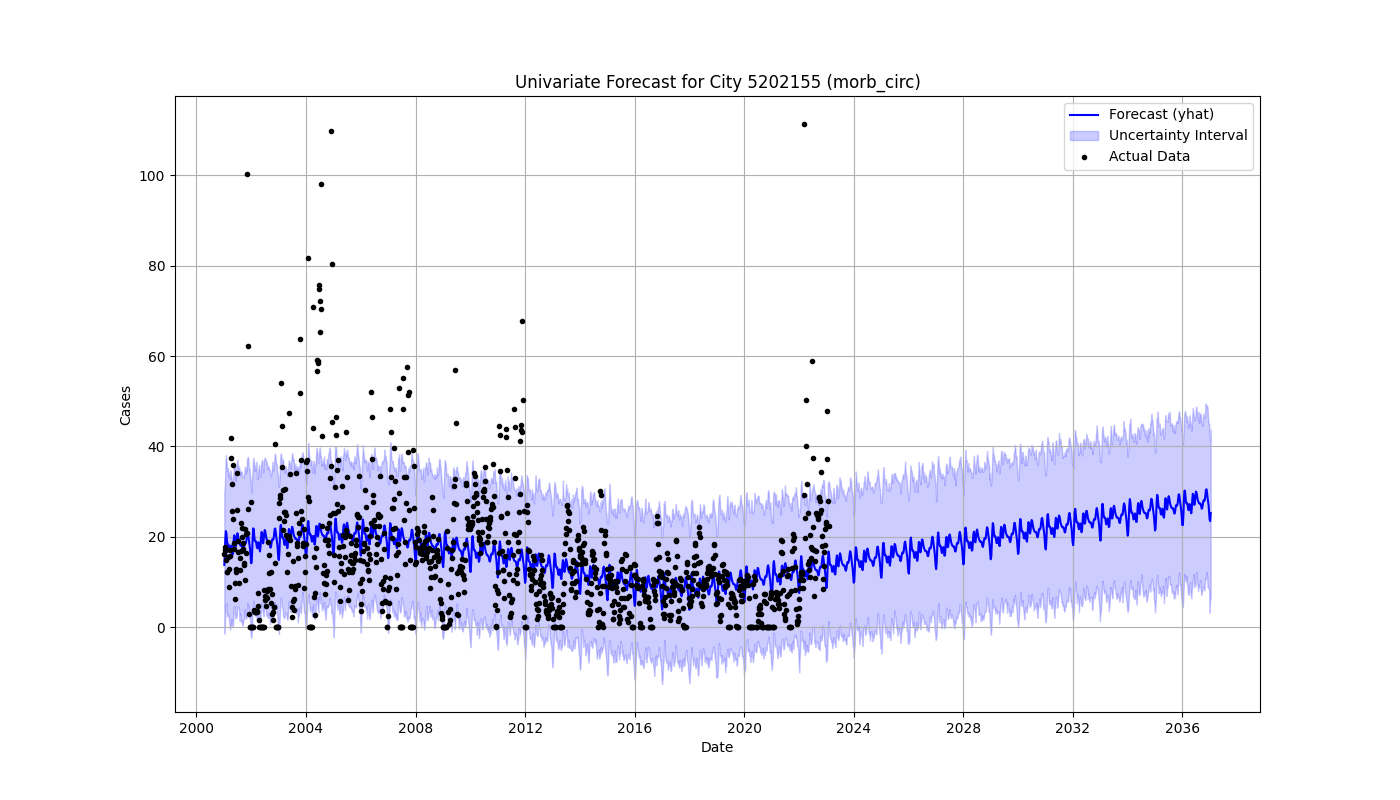 Univariate Forecast for City 5202155 (morb_circ)
Forecast (yhat)
Uncertainty Interval
Actual Data
Cases
100
80
60
40
20
0
2000 2004 2008 2012 2016 2020 2024 2028 2032 2036
Date